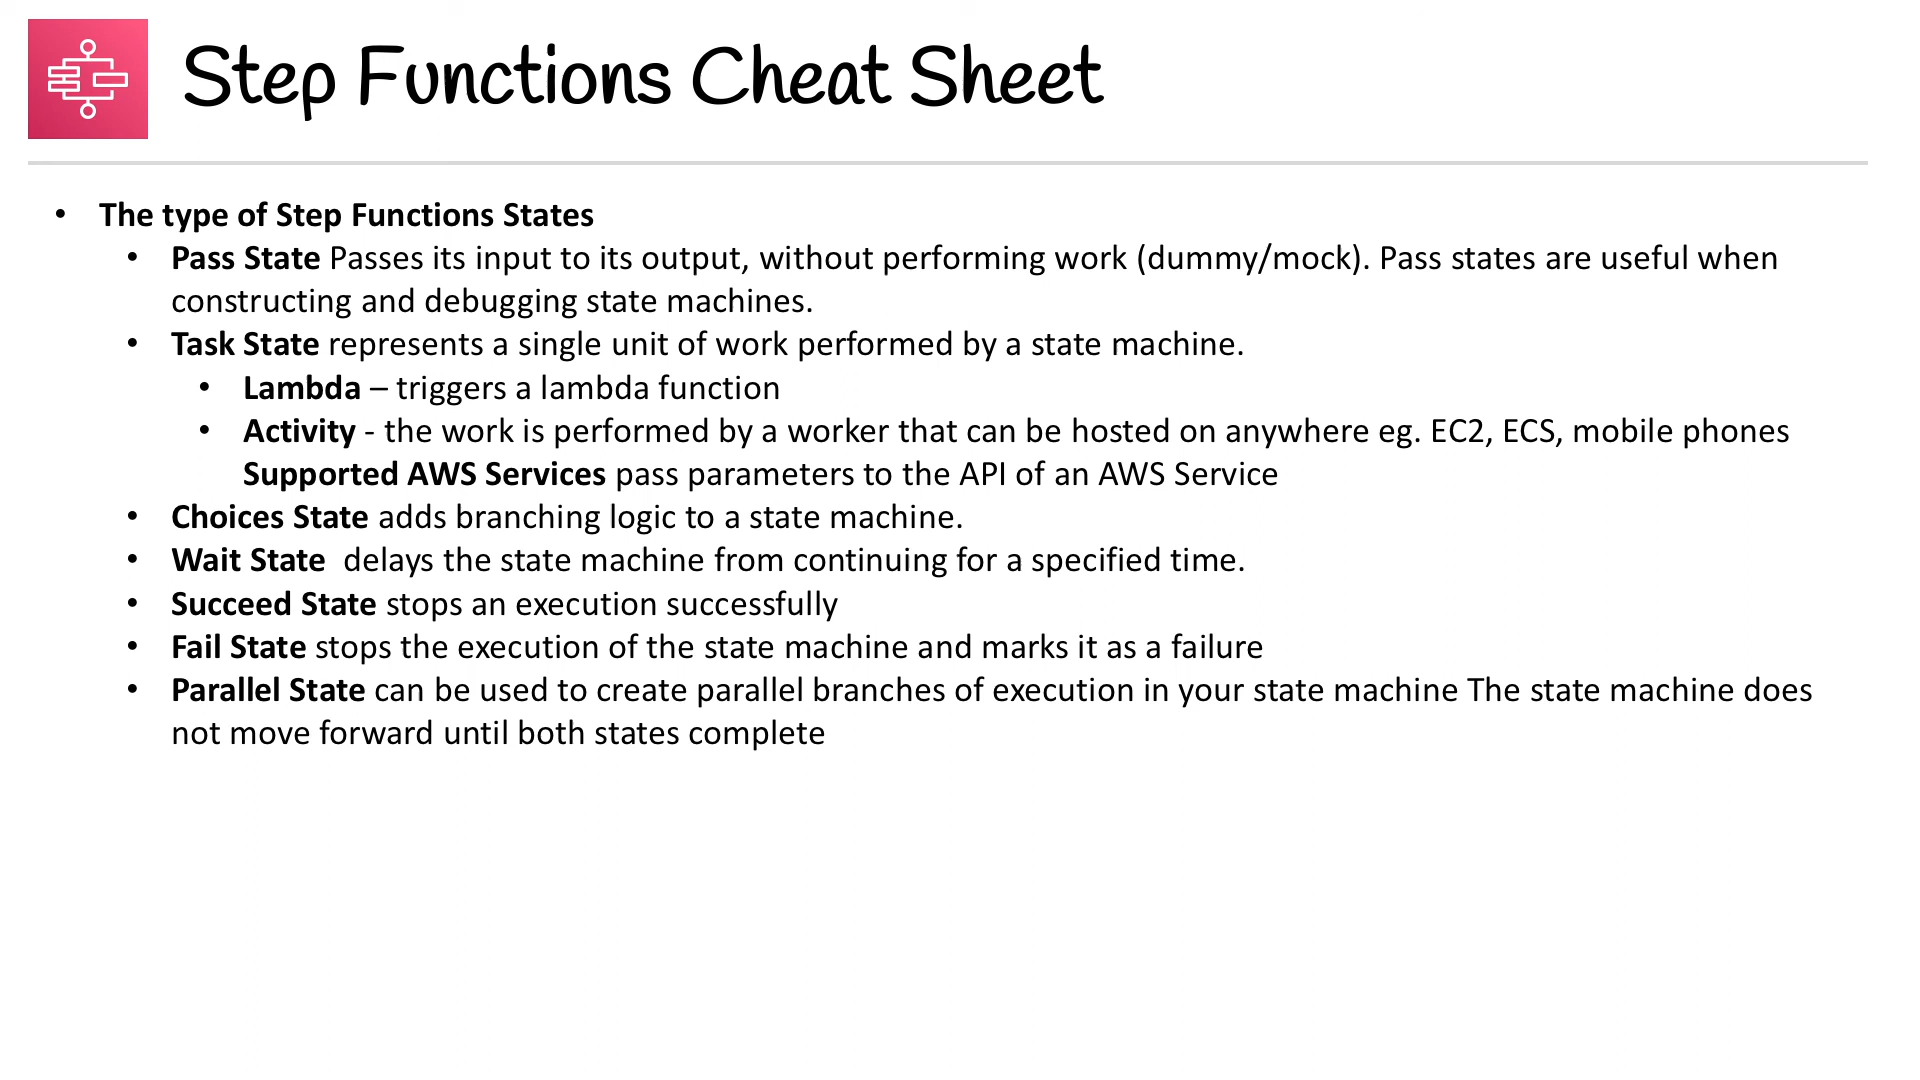 Step Functions Cheat Sheet
• The type of Step Functions States
• Pass State Passes its input to its output, without performing work (dummy/mock). Pass states are useful when
constructing and debugging state machines.
• Task State represents a single unit of work performed by a state machine.
• Lambda – triggers a lambda function
• Activity - the work is performed by a worker that can be hosted on anywhere eg. EC2, ECS, mobile phones
Supported AWS Services pass parameters to the API of an AWS Service
• Choices State adds branching logic to a state machine.
• Wait State  delays the state machine from continuing for a specified time.
• Succeed State stops an execution successfully
• Fail State stops the execution of the state machine and marks it as a failure
• Parallel State can be used to create parallel branches of execution in your state machine The state machine does
not move forward until both states complete